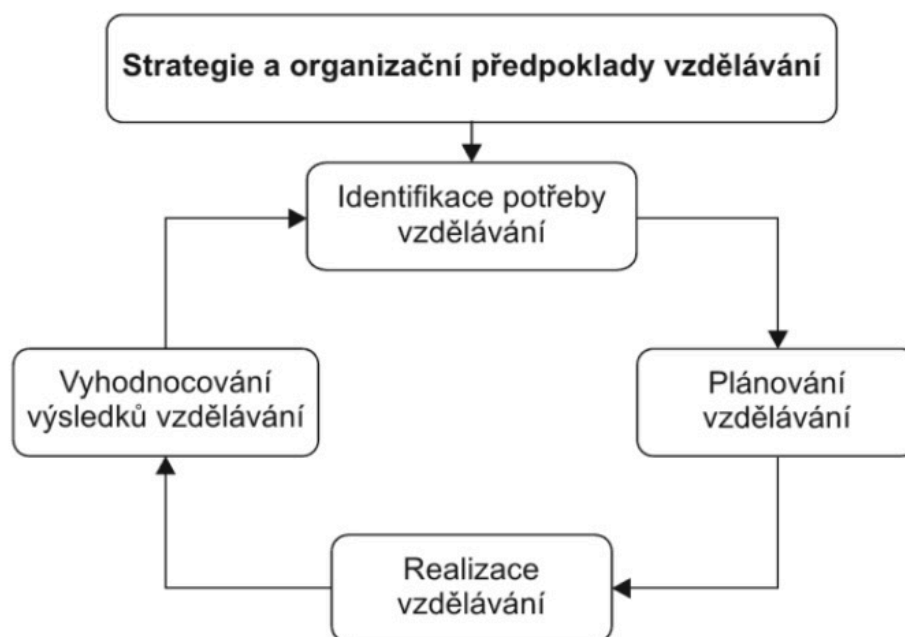 Strategie a organizační předpoklady vzdělávání
Identifikace potřeby
vzdělávání
Vyhodnocování
výsledků vzdělávání
Plánování
vzdělávání
Realizace
vzdělávání